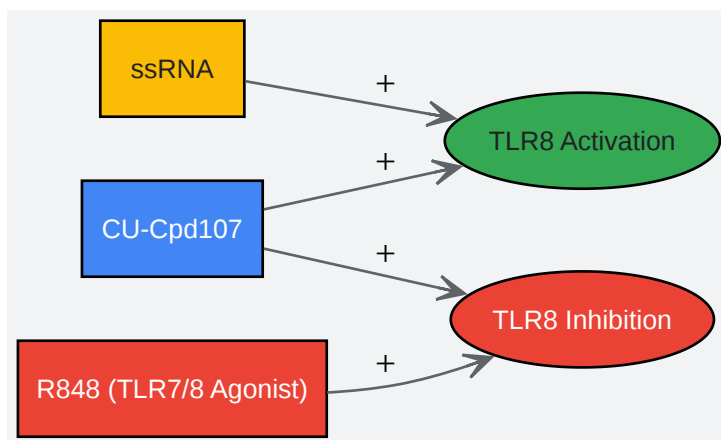 ssRNA
+
TLR8 Activation
+
CU-Cpd107
+
TLR8 Inhibition
+
R848 (TLR7/8 Agonist)